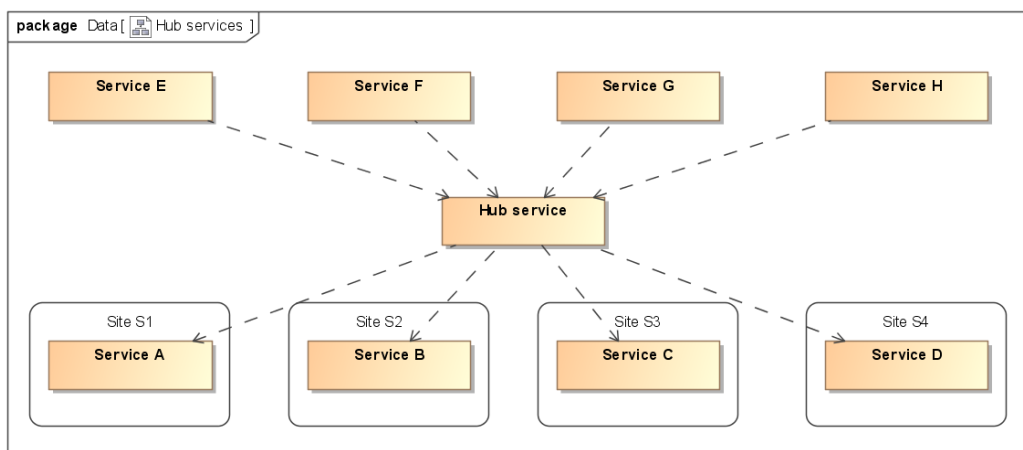 package Data [ Hub services ]
Service E
Service F
Service G
Service H
Hub service
Site S1
Site S2
Site S3
Site S4
Service A
Service B
Service C
Service D